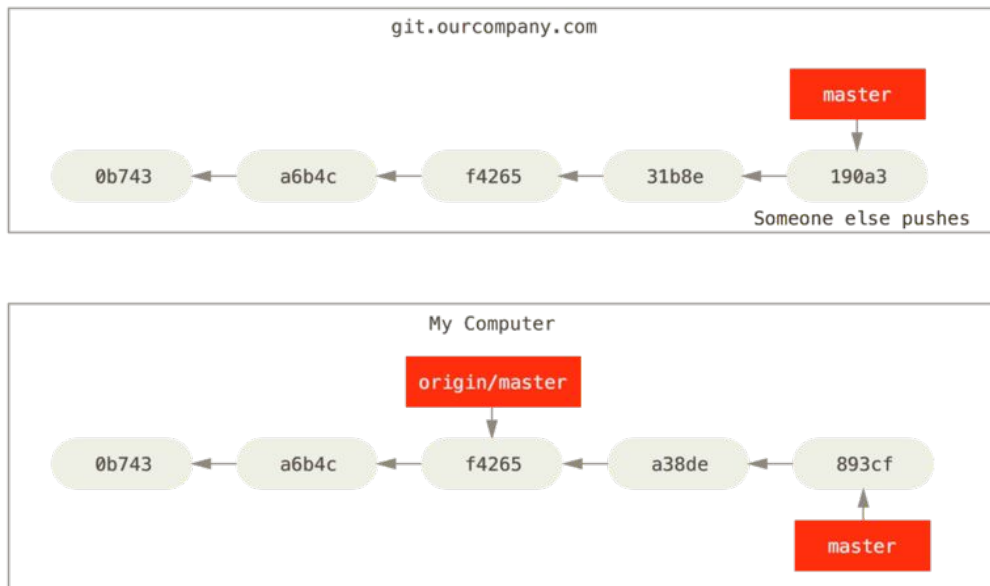 git.ourcompany.com
master
0b743 a6b4c f4265 31b8e 190a3
Someone else pushes
My Computer
origin/master
0b743 a6b4c f4265 a38de 893cf
master